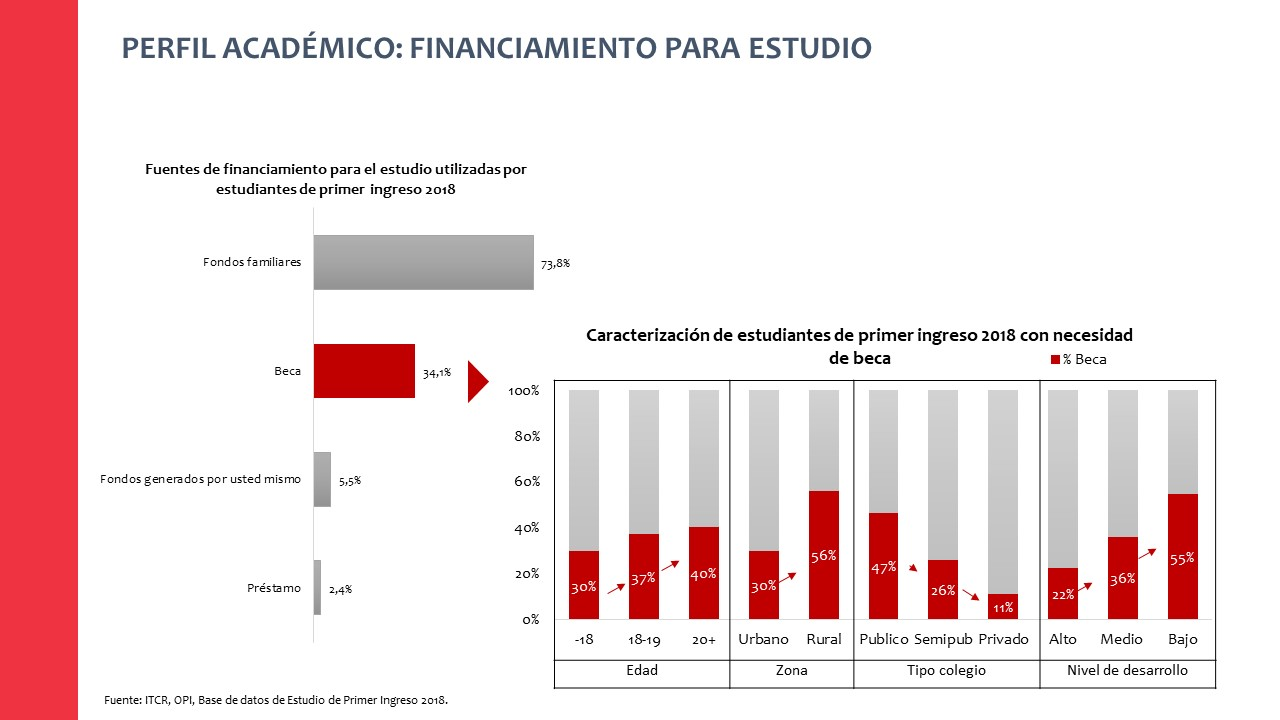 PERFIL ACADÉMICO: FINANCIAMIENTO PARA ESTUDIO
Fuentes de financiamiento para el estudio utilizadas por
estudiantes de primer ingreso 2018
Fondos familiares
73,8%
Beca
34,1%
Fondos generados por usted mismo
5,5%
Préstamo
2,4%
Caracterización de estudiantes de primer ingreso 2018 con necesidad
de beca
% Beca
100%
80%
60%
40%
20%
0%
30%
37%
40%
30%
56%
47%
26%
11%
22%
36%
55%
-18
18-19
20+
Urbano
Rural
Publico
Semipub
Privado
Alto
Medio
Bajo
Edad
Zona
Tipo colegio
Nivel de desarrollo
Fuente: ITCR, OPI, Base de datos de Estudio de Primer Ingreso 2018.